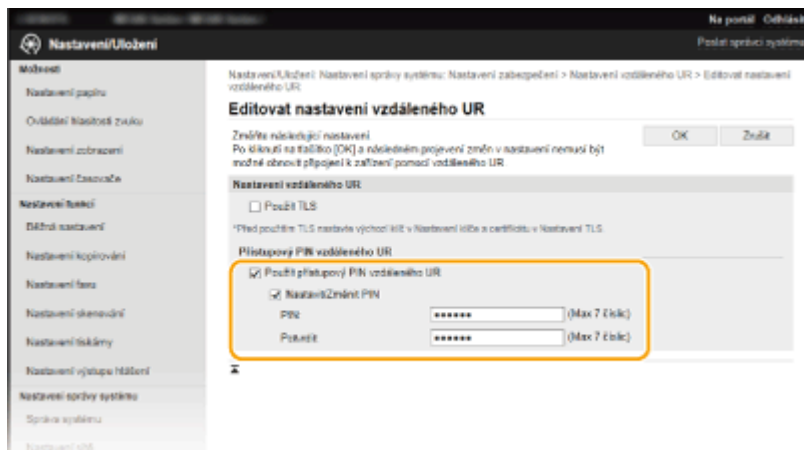 Na portál Odhlásit
Nastavení/Uložení
Poslat správci systému
Možnosti
Nastavení papíru
Ovládání hlasitosti zvuku
Nastavení zobrazení
Nastavení časovače
Nastavení funkcí
Běžná nastavení
Nastavení kopírování
Nastavení faxu
Nastavení skenování
Nastavení tiskárny
Nastavení výstupu hlášení
Nastavení správy systému
Správa systému
Nastavení sítě
Nastavení/Uložení: Nastavení správy systému: Nastavení zabezpečení > Nastavení vzdáleného UR > Editovat nastavení
vzdáleného UR
Editovat nastavení vzdáleného UR
Změňte následující nastavení.
Po kliknutí na tlačítko [OK] a následném projevení změn v nastavení nemusí být
možné obnovit připojení k zařízení pomocí vzdáleného UR.
OK Zrušit
Nastavení vzdáleného UR
Použít TLS
*Před použitím TLS nastavte výchozí klíč v Nastavení klíče a certifikátu v Nastavení TLS.
Přístupový PIN vzdáleného UR
Použít přístupový PIN vzdáleného UR
Nastavit/Změnit PIN
PIN: •••••• (Max 7 číslic)
Potvrdit: •••••• (Max 7 číslic)